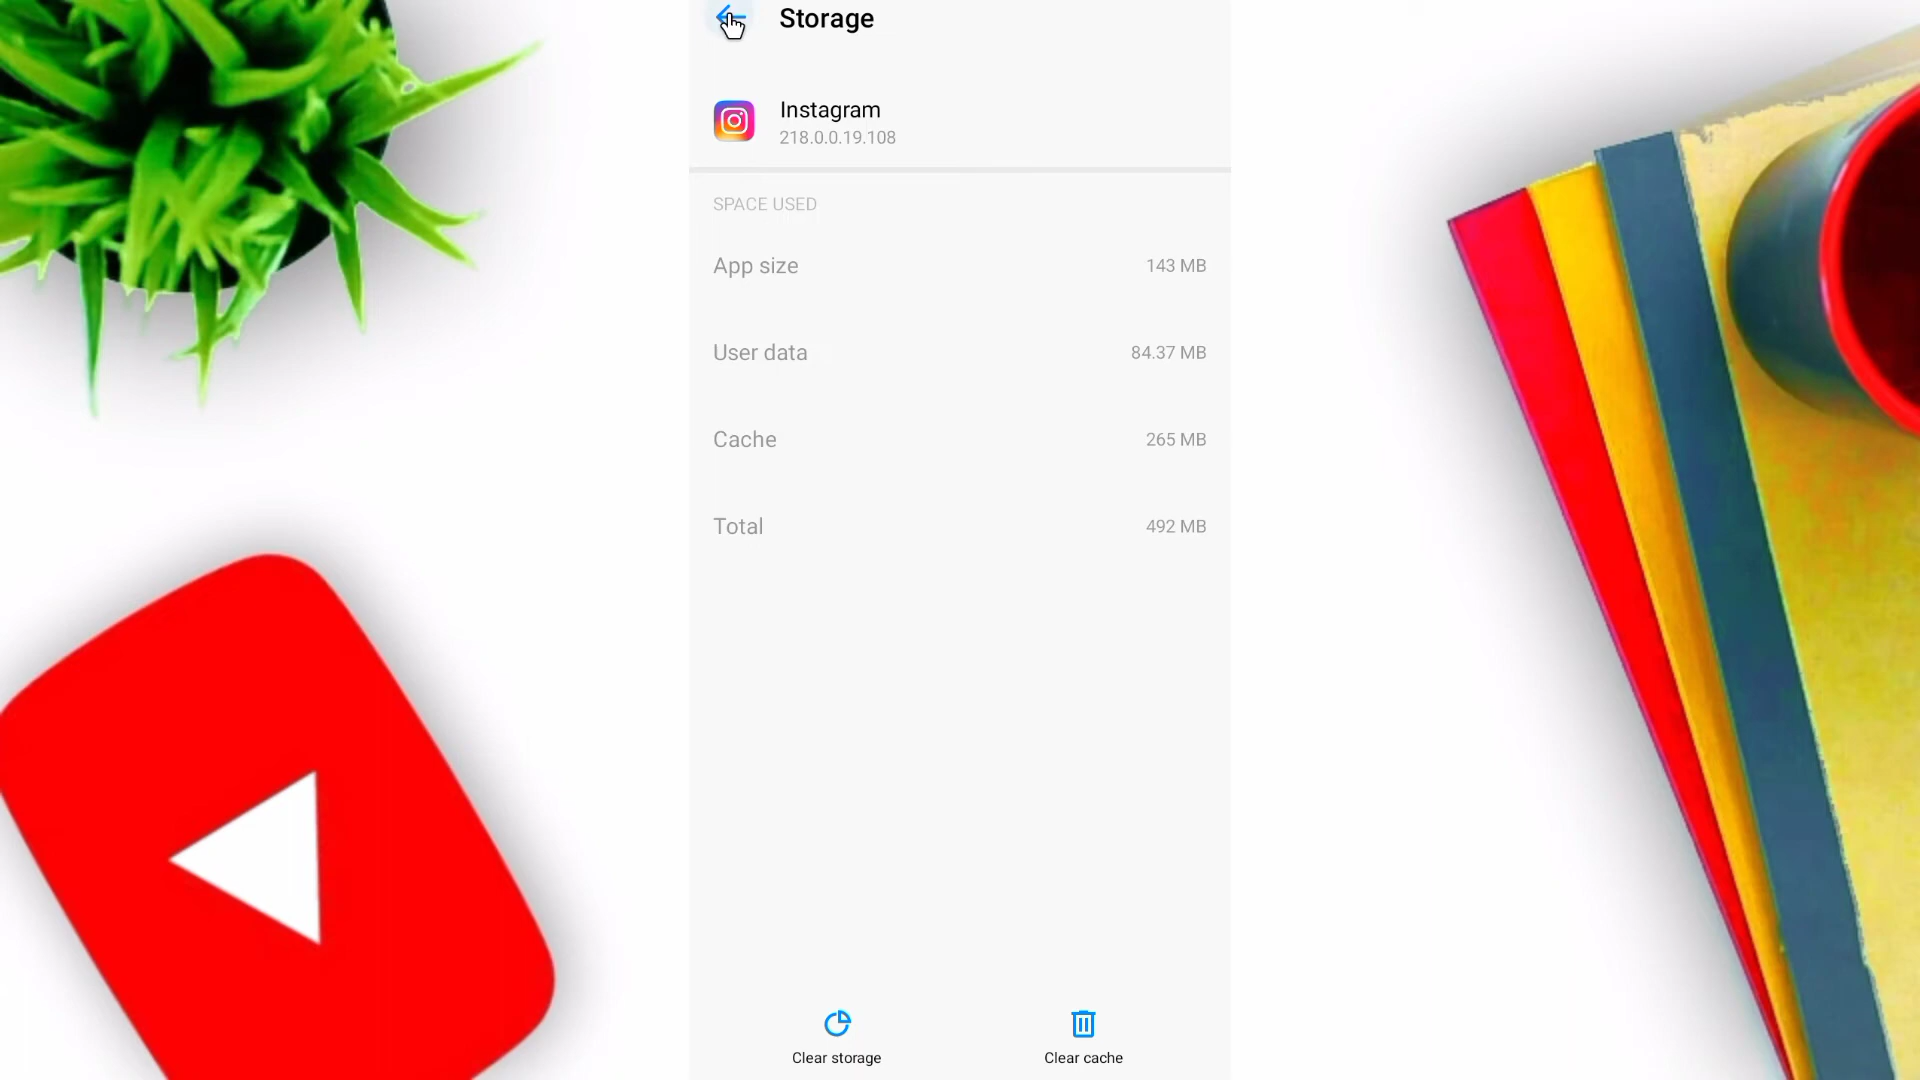 Storage
Instagram
218.0.0.19.108
SPACE USED
App size 143 MB
User data 84.37 MB
Cache 265 MB
Total 492 MB
Clear storage Clear cache